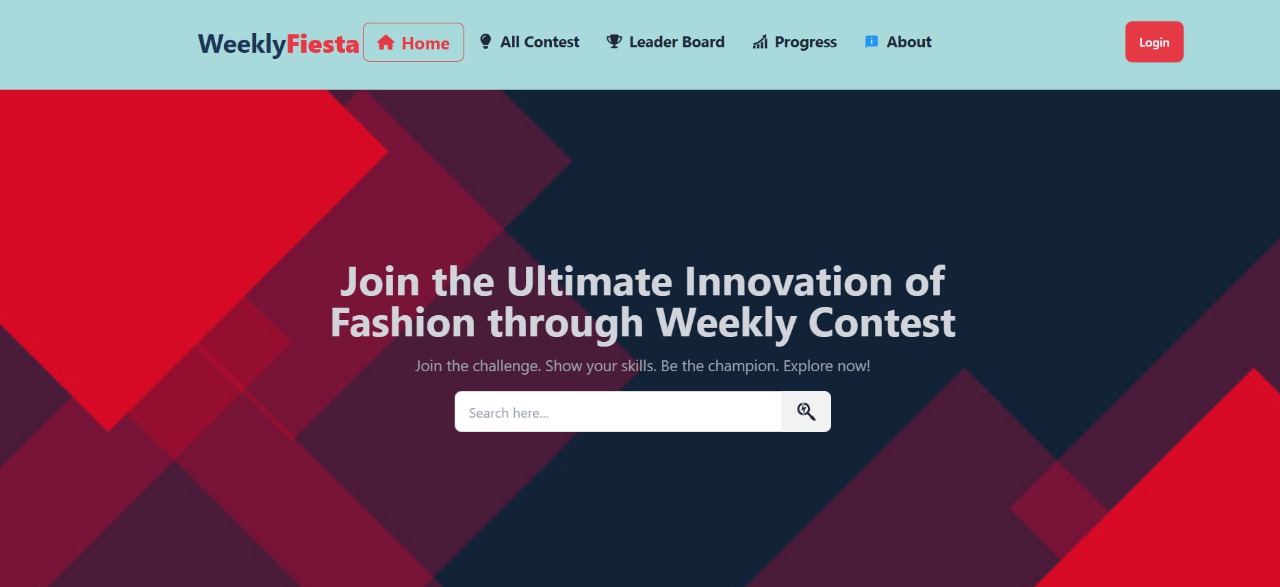 WeeklyFiesta Home All Contest Leader Board Progress About Login
Join the Ultimate Innovation of
Fashion through Weekly Contest
Join the challenge. Show your skills. Be the champion. Explore now!
Search here...